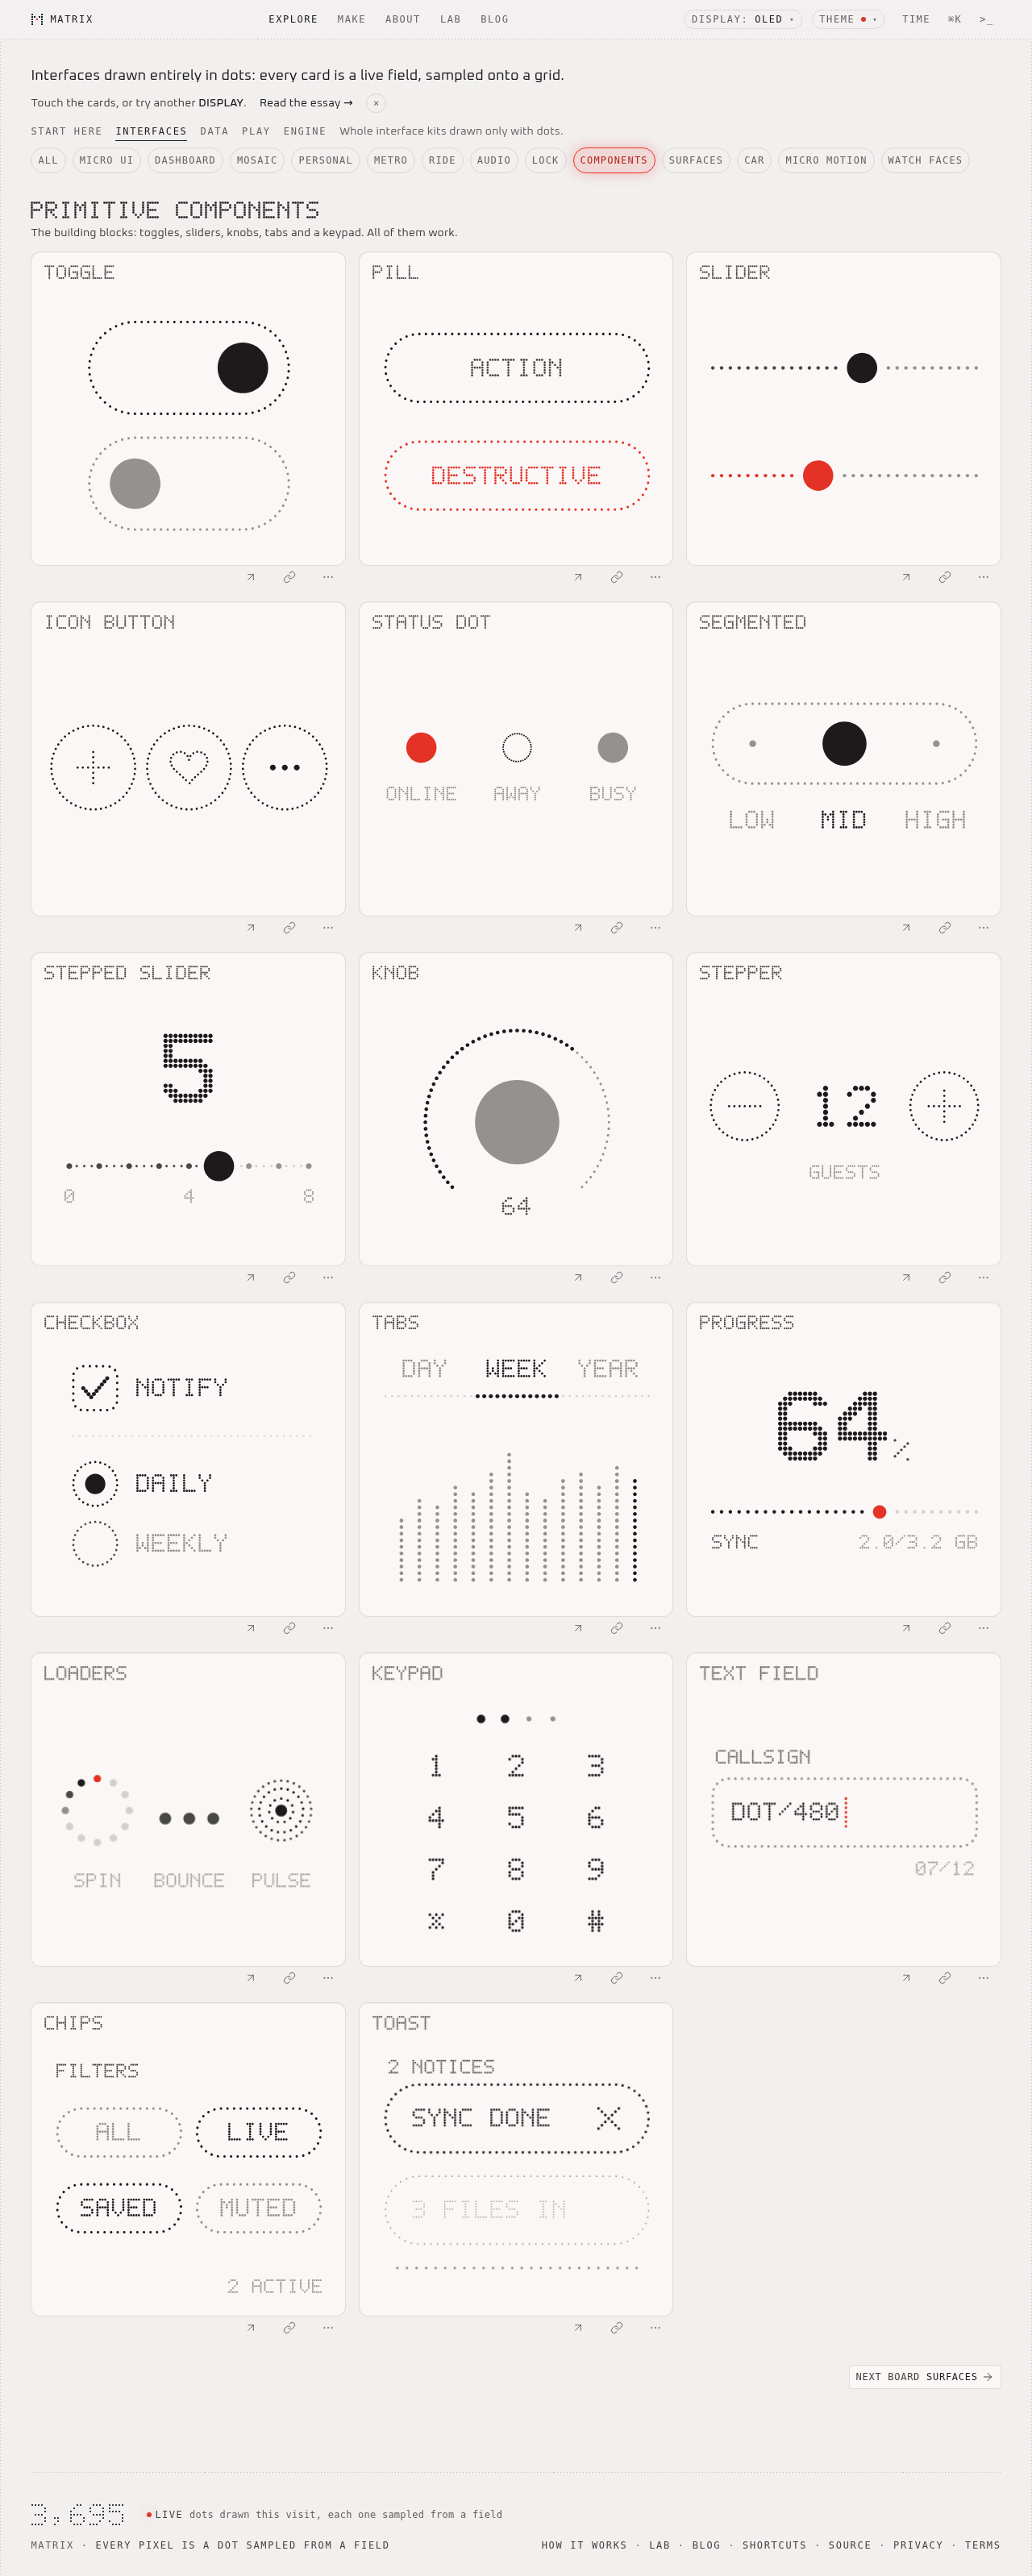 MATRIX EXPLORE MAKE ABOUT LAB BLOG DISPLAY: OLED THEME TIME ⌘K >_
Interfaces drawn entirely in dots: every card is a live field, sampled onto a grid.
Touch the cards, or try another DISPLAY. Read the essay → ×
START HERE INTERFACES DATA PLAY ENGINE Whole interface kits drawn only with dots.
ALL MICRO UI DASHBOARD MOSAIC PERSONAL METRO RIDE AUDIO LOCK COMPONENTS SURFACES CAR MICRO MOTION WATCH FACES
PRIMITIVE COMPONENTS
The building blocks: toggles, sliders, knobs, tabs and a keypad. All of them work.
TOGGLE
PILL
ACTION
DESTRUCTIVE
SLIDER
ICON BUTTON
STATUS DOT
ONLINE AWAY BUSY
SEGMENTED
LOW MID HIGH
STEPPED SLIDER
5
0 4 8
KNOB
64
STEPPER
12
GUESTS
CHECKBOX
NOTIFY
DAILY
WEEKLY
TABS
DAY WEEK YEAR
PROGRESS
64%
SYNC 2.0/3.2 GB
LOADERS
SPIN BOUNCE PULSE
KEYPAD
1 2 3
4 5 6
7 8 9
* 0 #
TEXT FIELD
CALLSIGN
DOT/480
07/12
CHIPS
FILTERS
ALL LIVE
SAVED MUTED
2 ACTIVE
TOAST
2 NOTICES
SYNC DONE X
3 FILES IN
NEXT BOARD SURFACES →
3,695 LIVE dots drawn this visit, each one sampled from a field
MATRIX · EVERY PIXEL IS A DOT SAMPLED FROM A FIELD HOW IT WORKS · LAB · BLOG · SHORTCUTS · SOURCE · PRIVACY · TERMS